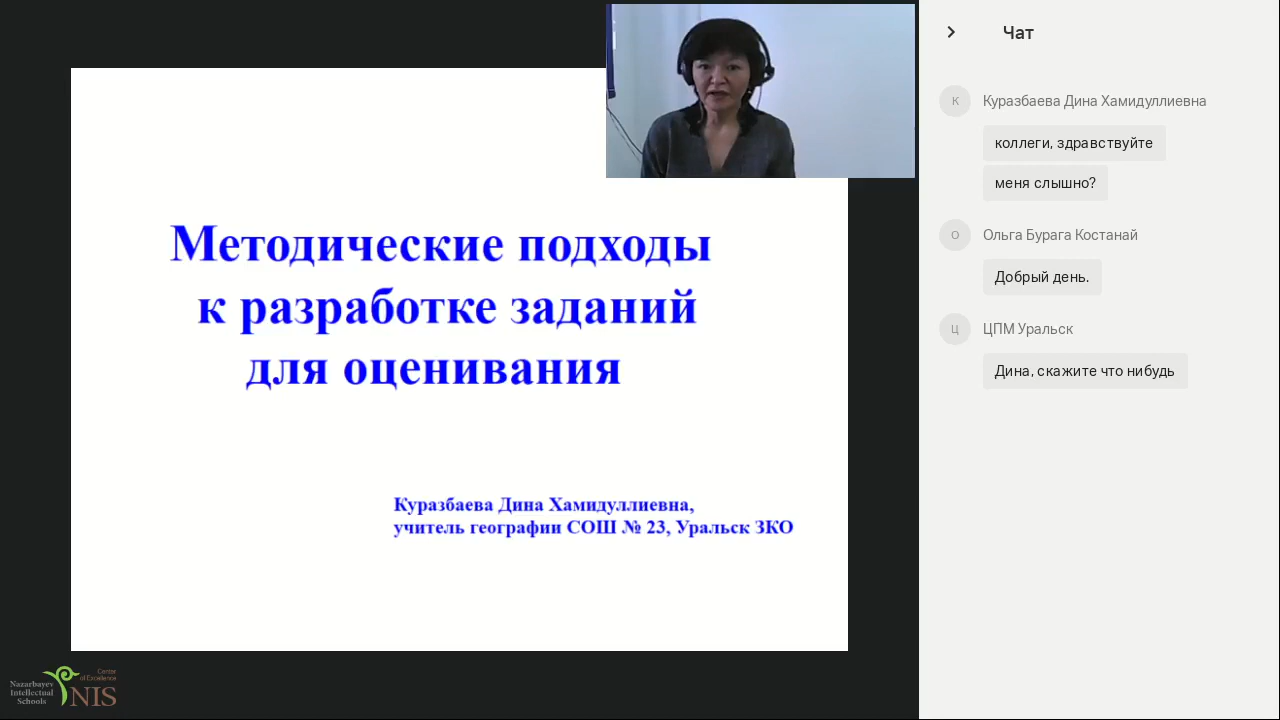 Методические подходы
к разработке заданий
для оценивания
Куразбаева Дина Хамидуллиевна,
учитель географии СОШ № 23, Уральск ЗКО
Nazarbayev
Intellectual
Schools
NIS
Center
of Excellence
Чат
К
Куразбаева Дина Хамидуллиевна
коллеги, здравствуйте
меня слышно?
О
Ольга Бурага Костанай
Добрый день.
Ц
ЦПМ Уральск
Дина, скажите что нибудь